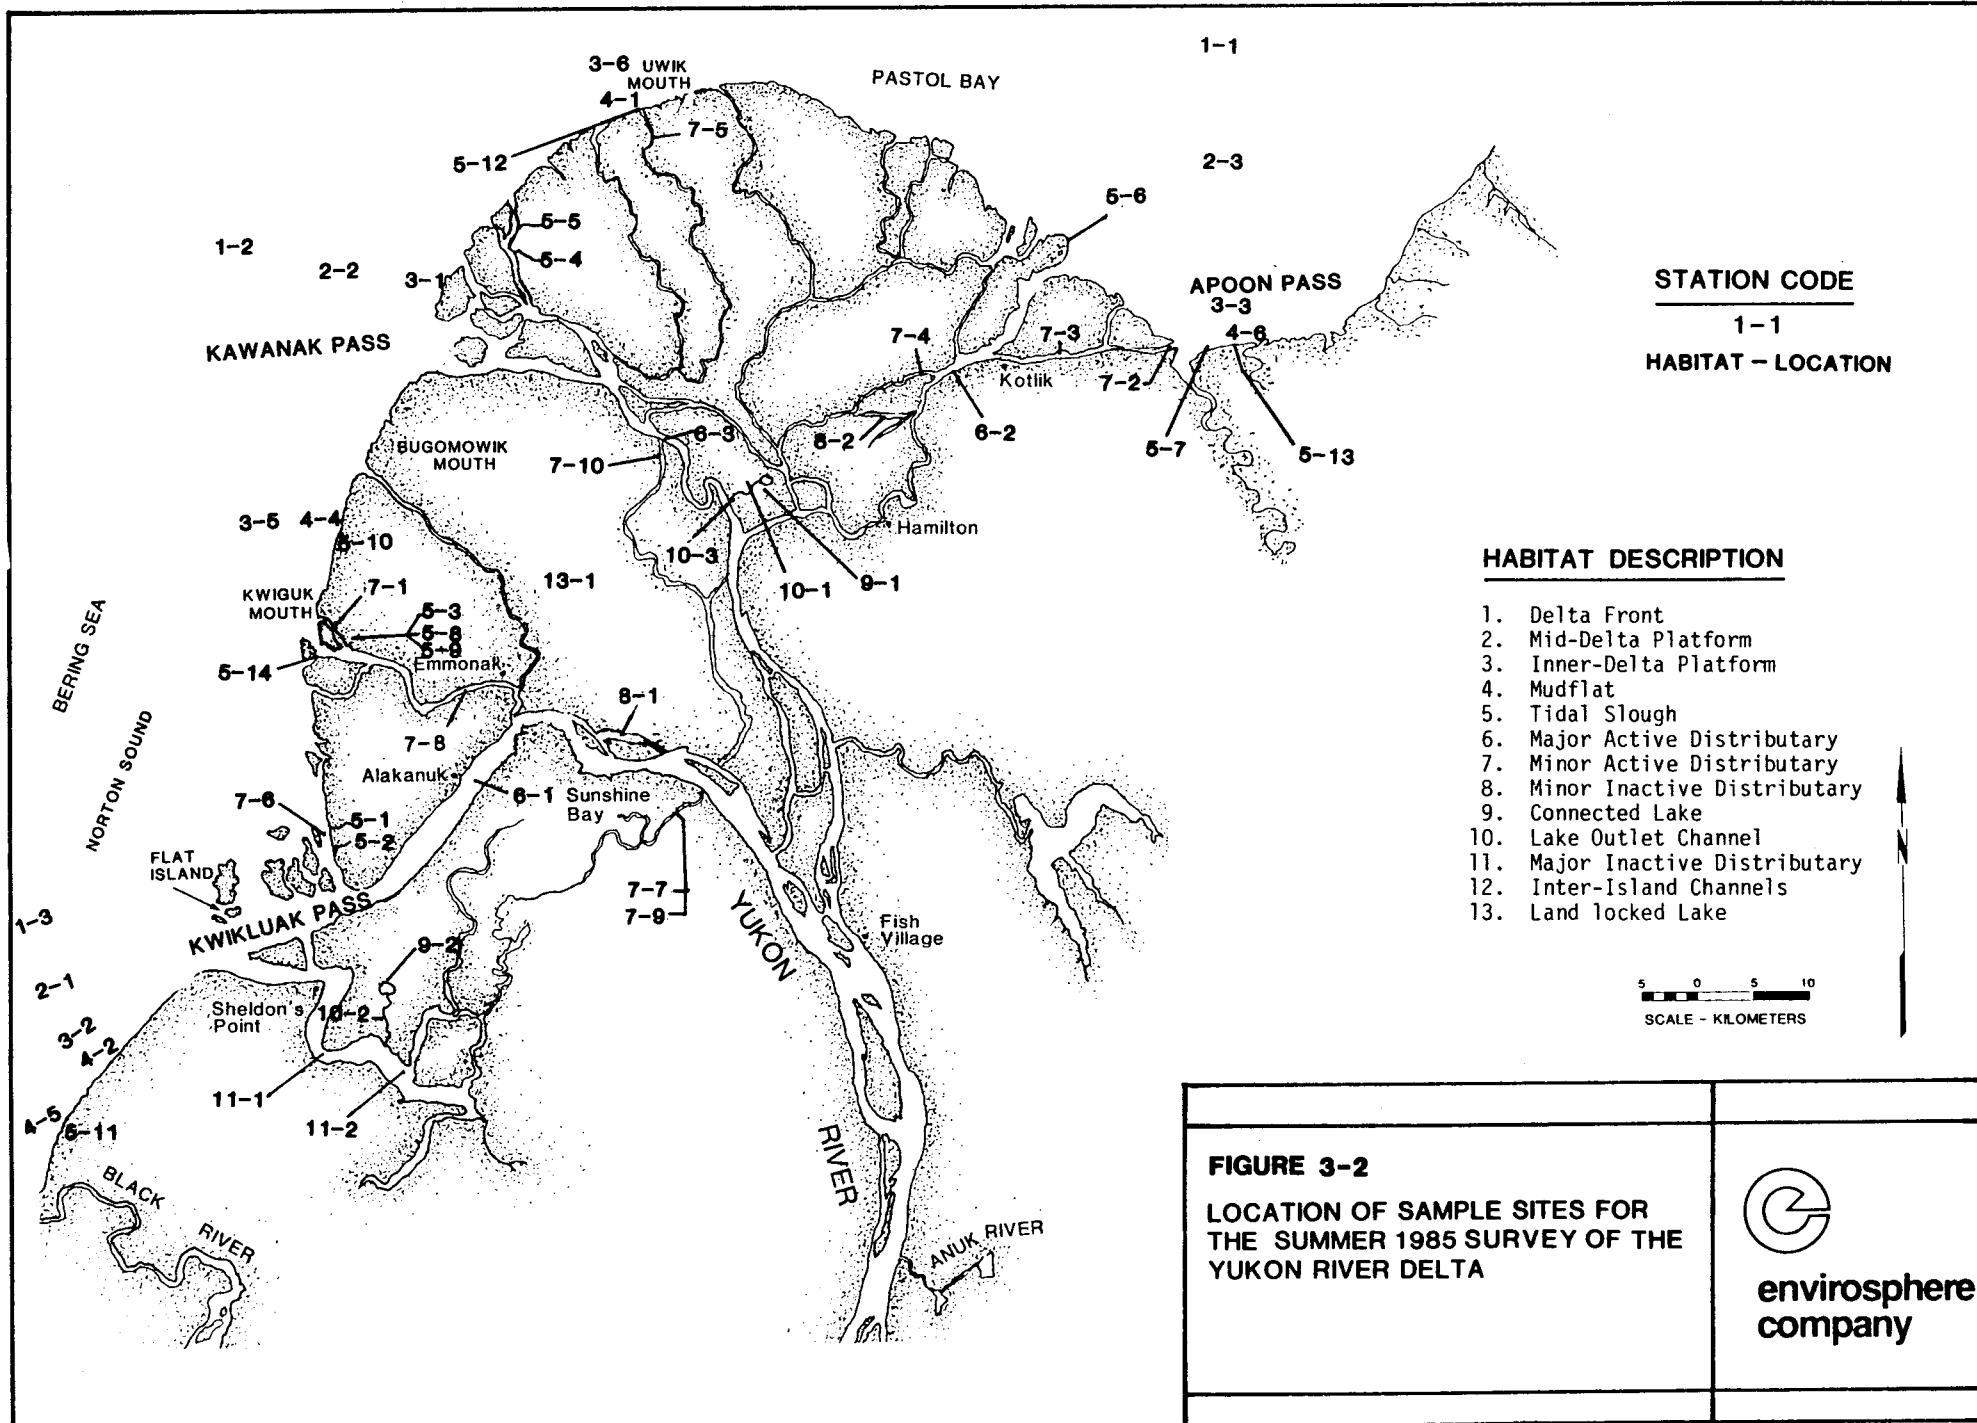 1-1
3-6 UWIK
MOUTH
PASTOL BAY
4-1
7-5
5-12
2-3
5-6
5-5
1-2
5-4
2-2
3-1
APOON PASS
3-3
4-6
STATION CODE
1-1
HABITAT - LOCATION
KAWANAK PASS
7-4
7-3
Kotlik
7-2
6-2
8-2
6-3
5-7
5-13
BUGOMOWIK
MOUTH
7-10
3-5
4-4
5-10
Hamilton
10-3
10-1
9-1
13-1
KWIGUK
MOUTH
7-1
5-3
5-8
5-9
Emmonak
5-14
BERING SEA
NORTON SOUND
8-1
7-8
Alakanuk
6-1
Sunshine
Bay
7-6
5-1
5-2
FLAT
ISLAND
7-7
7-9
YUKON
RIVER
Fish
Village
KWIKLUAK PASS
1-3
9-2
2-1
Sheldon's
Point
10-2
3-2
4-2
11-1
11-2
4-5
5-11
BLACK
RIVER
ANUK RIVER
HABITAT DESCRIPTION
1. Delta Front
2. Mid-Delta Platform
3. Inner-Delta Platform
4. Mudflat
5. Tidal Slough
6. Major Active Distributary
7. Minor Active Distributary
8. Minor Inactive Distributary
9. Connected Lake
10. Lake Outlet Channel
11. Major Inactive Distributary
12. Inter-Island Channels
13. Land locked Lake
N
5 0 5 10
SCALE - KILOMETERS
FIGURE 3-2
LOCATION OF SAMPLE SITES FOR
THE SUMMER 1985 SURVEY OF THE
YUKON RIVER DELTA
envirosphere
company